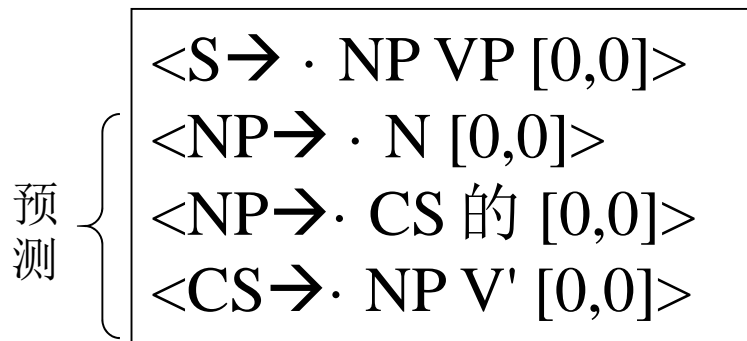 <S→ · NP VP [0,0]>
<NP→ · N [0,0]>
<NP→· CS 的 [0,0]>
<CS→· NP V' [0,0]>
预测